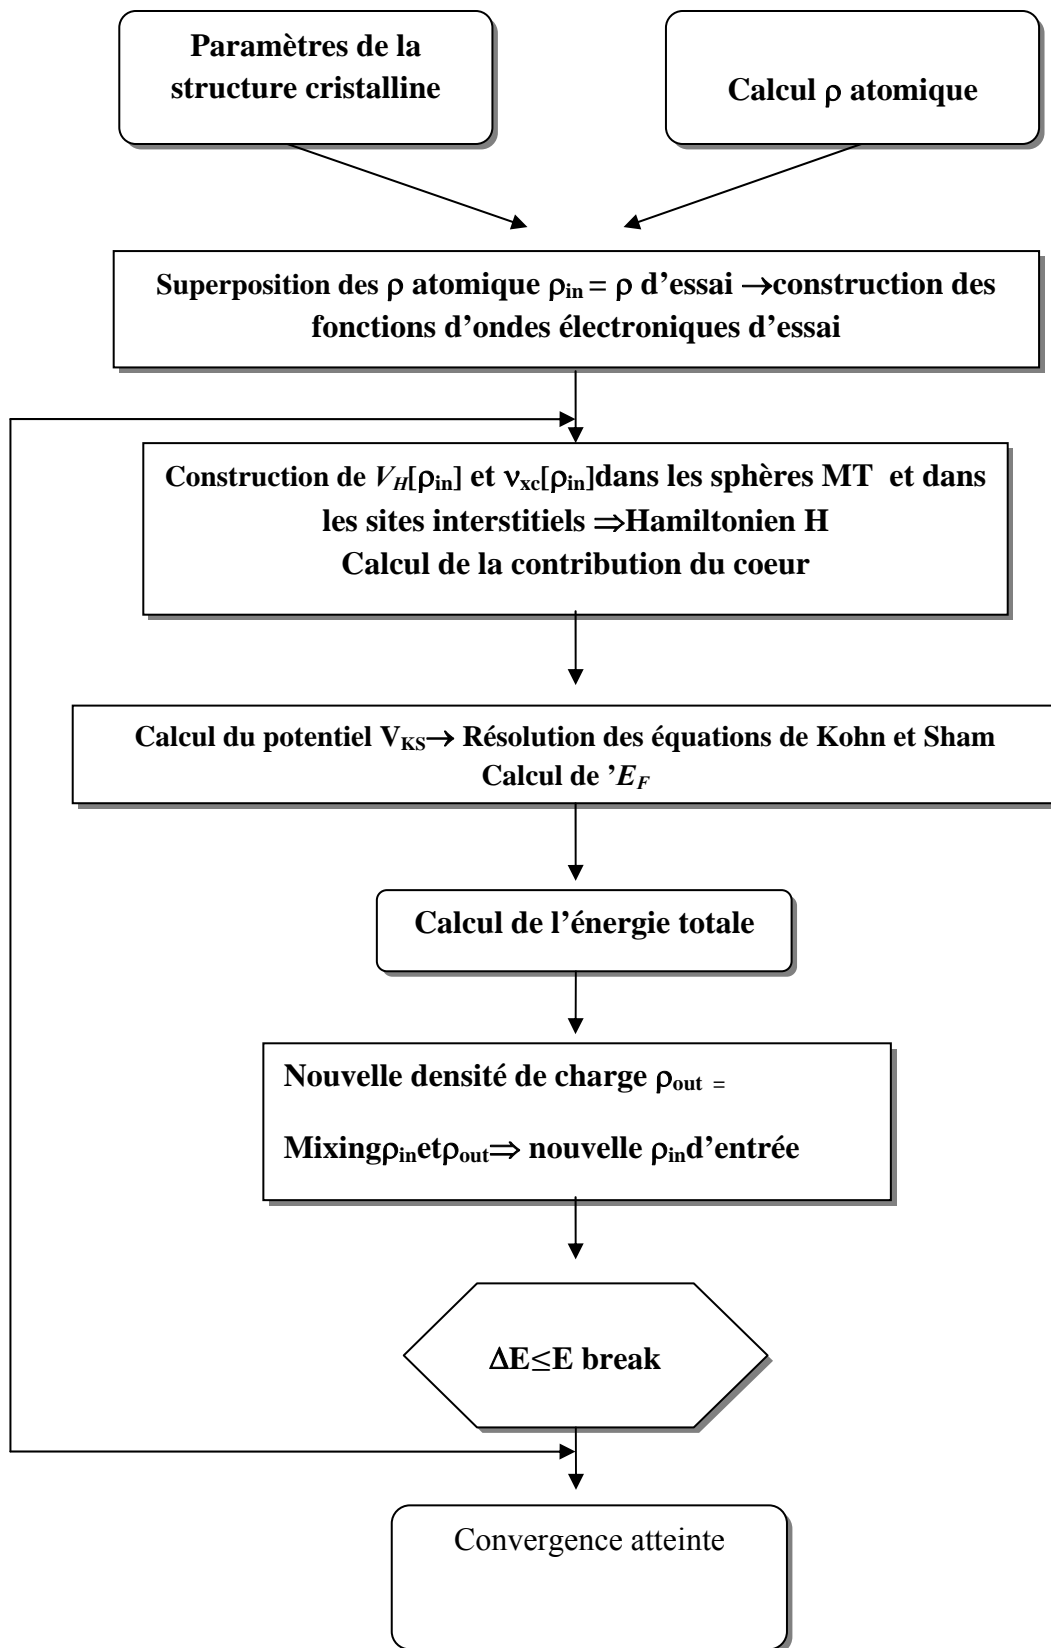 Paramètres de la
structure cristalline
Calcul ρ atomique
Superposition des ρ atomique ρin = ρ d'essai →construction des
fonctions d'ondes électroniques d'essai
Construction de VH[ρin] et νxc[ρin]dans les sphères MT et dans
les sites interstitiels ⇒Hamiltonien H
Calcul de la contribution du coeur
Calcul du potentiel VKS→ Résolution des équations de Kohn et Sham
Calcul de ’EF
Calcul de l’énergie totale
Nouvelle densité de charge ρout =
Mixingρinetρout⇒ nouvelle ρind’entrée
ΔE≤E break
Convergence atteinte